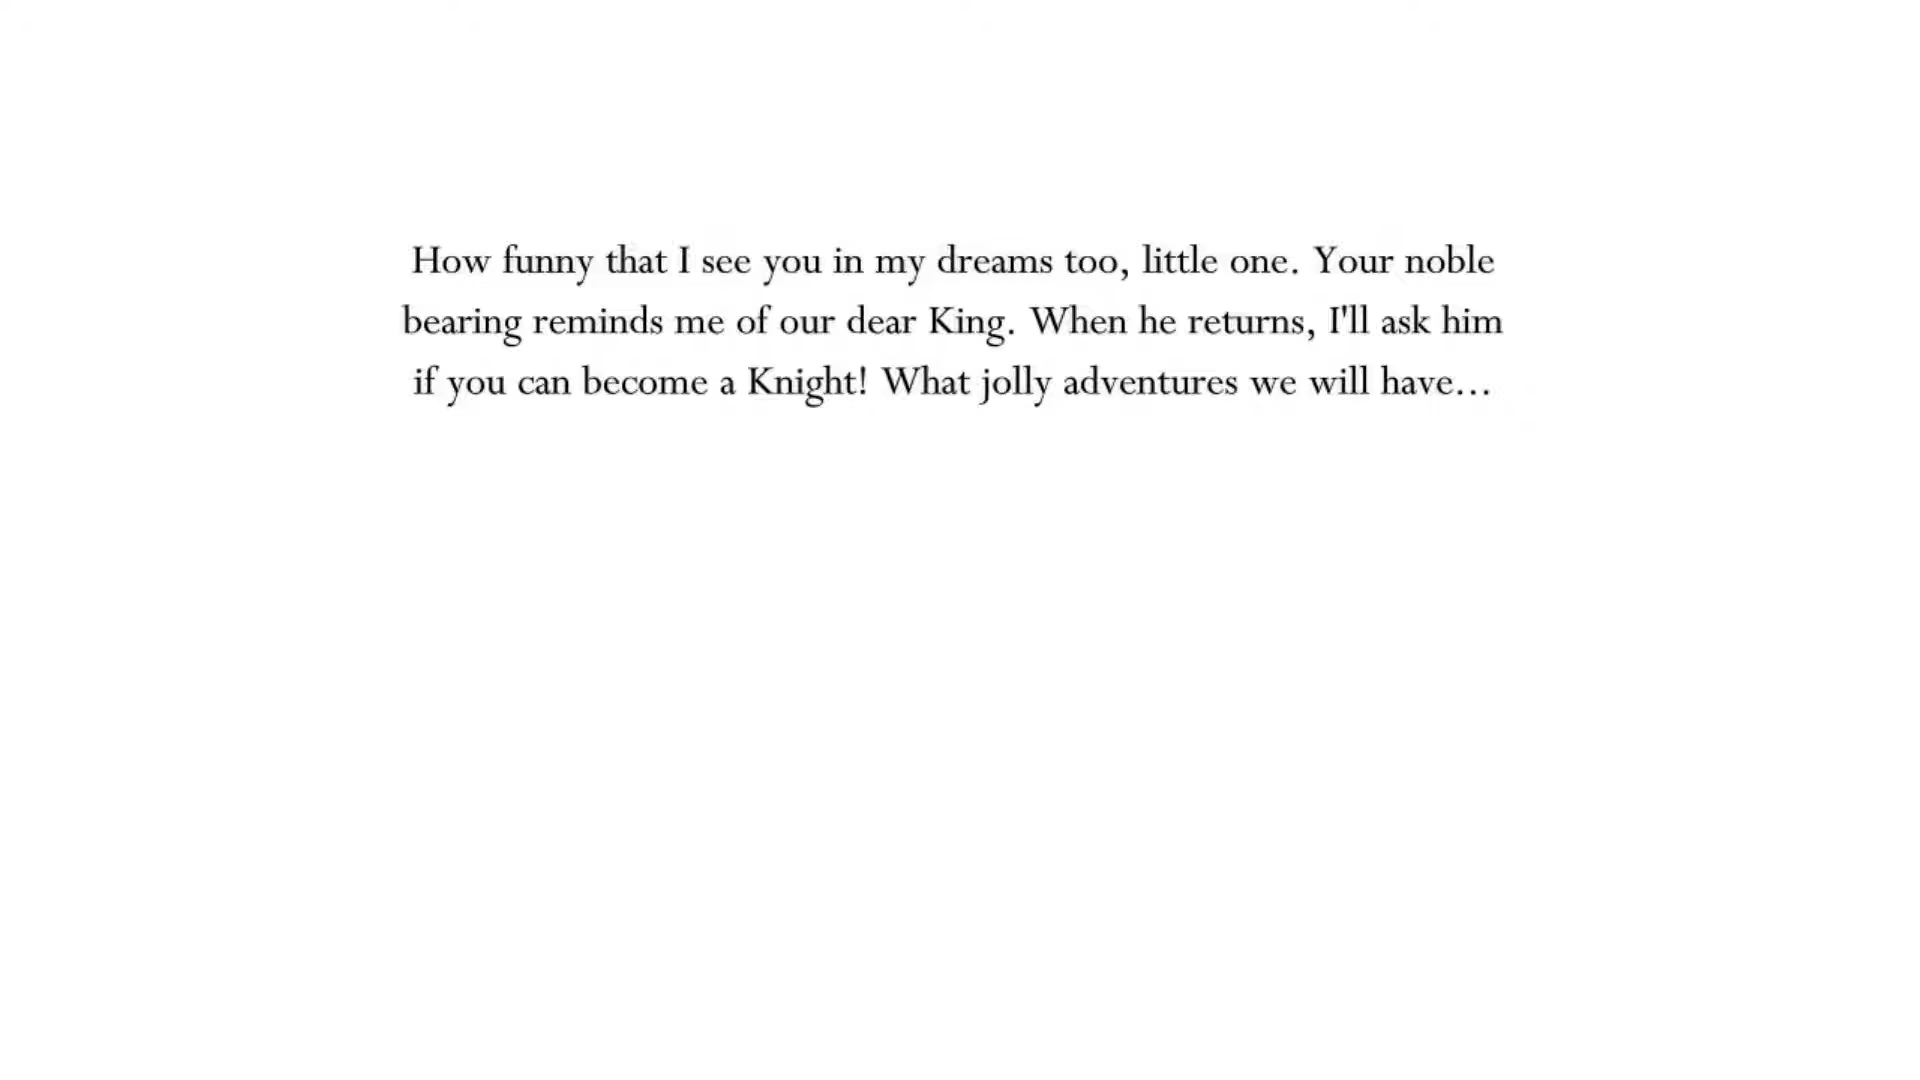 How funny that I see you in my dreams too, little one. Your noble
bearing reminds me of our dear King. When he returns, I'll ask him
if you can become a Knight! What jolly adventures we will have...